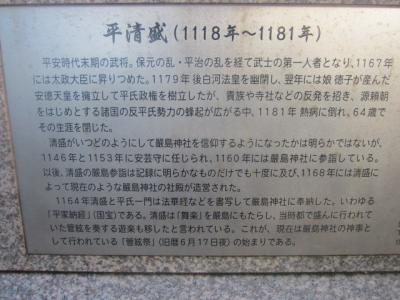 平清盛（1118年～1181年）
平安時代末期の武将。保元の乱・平治の乱を経て武士の第一人者となり、1167年
には太政大臣に昇りつめた。1179年 後白河法皇を幽閉し、翌年には娘 徳子が産んだ
安徳天皇を擁立して平氏政権を樹立したが、貴族や寺社などの反発を招き、源頼朝
をはじめとする諸国の反平氏勢力の蜂起が広がる中、1181年 熱病に倒れ、64歳で
その生涯を閉じた。
清盛がいつどのようにして厳島神社を信仰するようになったかは明らかではないが、
1146年と1153年に安芸守に任じられ、1160年には厳島神社に参詣している。
以後、清盛の厳島参詣は記録に明らかなものだけでも十度に及び、1168年には清盛に
よって現在のような厳島神社の社殿が造営された。
1164年清盛と平氏一門は法華経などを書写して厳島神社に奉納した。いわゆる
「平家納経」（国宝）である。清盛は「舞楽」を厳島にもたらし、当時都で盛んに行われて
いた管絃を奏する遊楽も移したと言われている。これが、現在は厳島神社の神事と
して行われている「管絃祭」（旧暦6月17日夜）の始まりである。